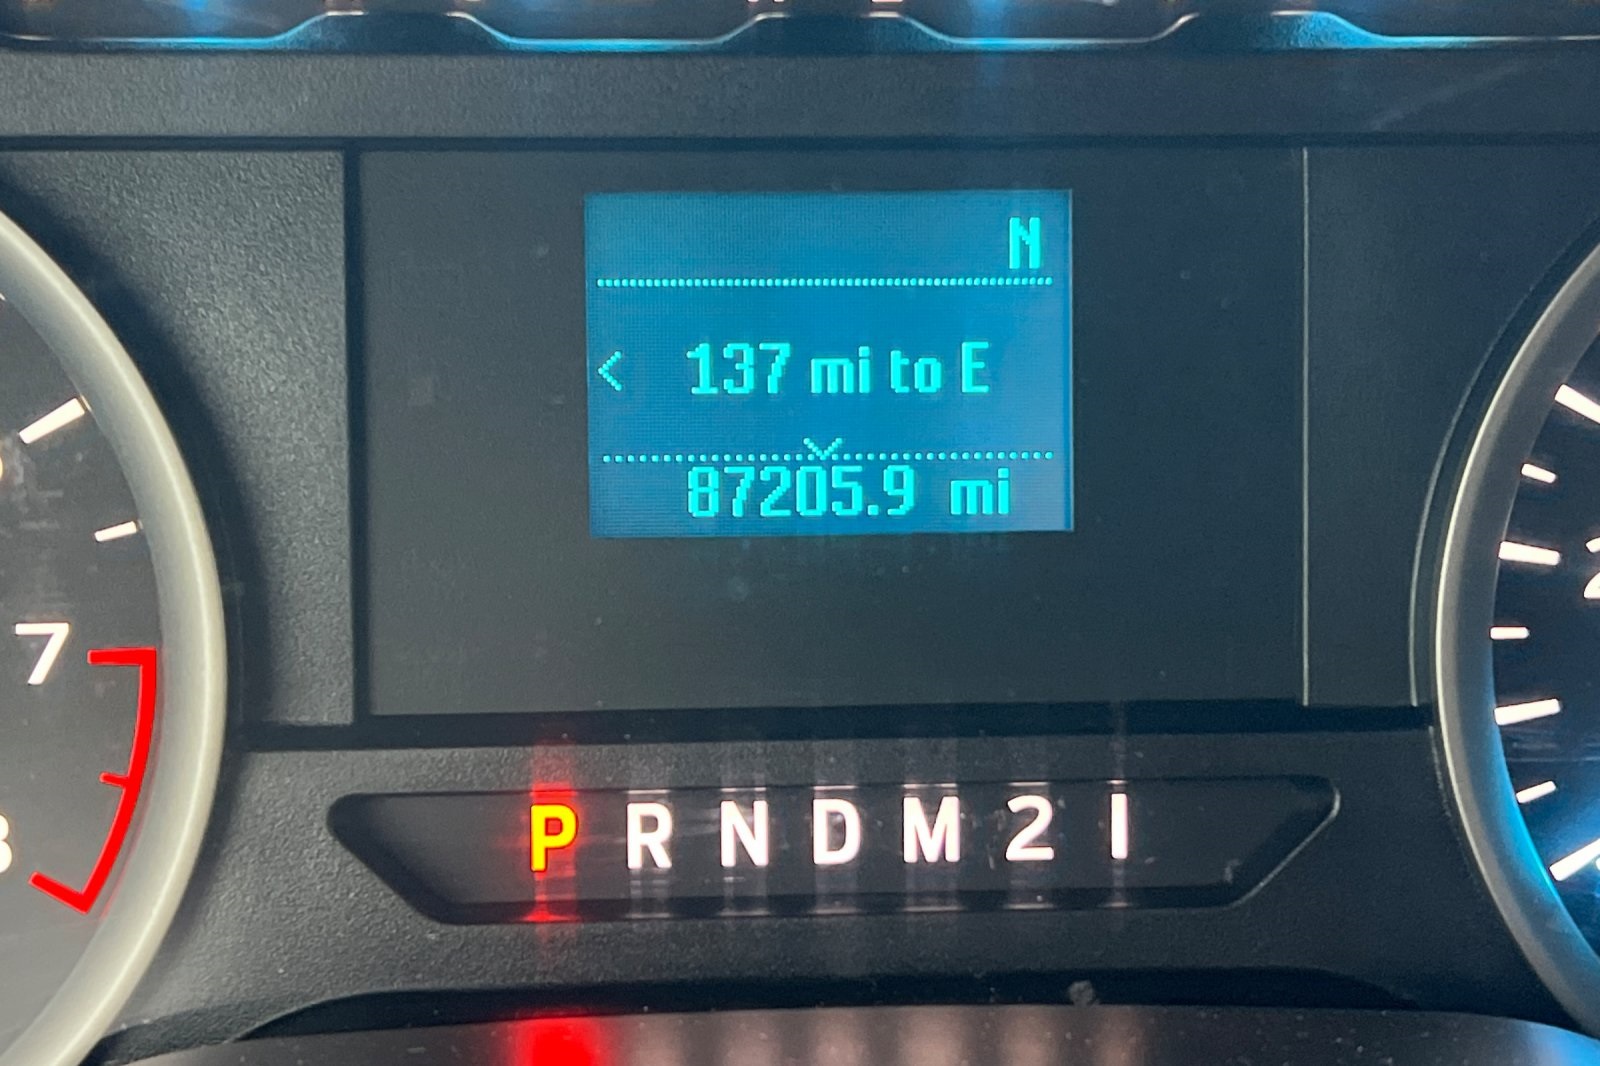 N
< 137 mi to E
87205.9 mi
7
P R N D M 2 1